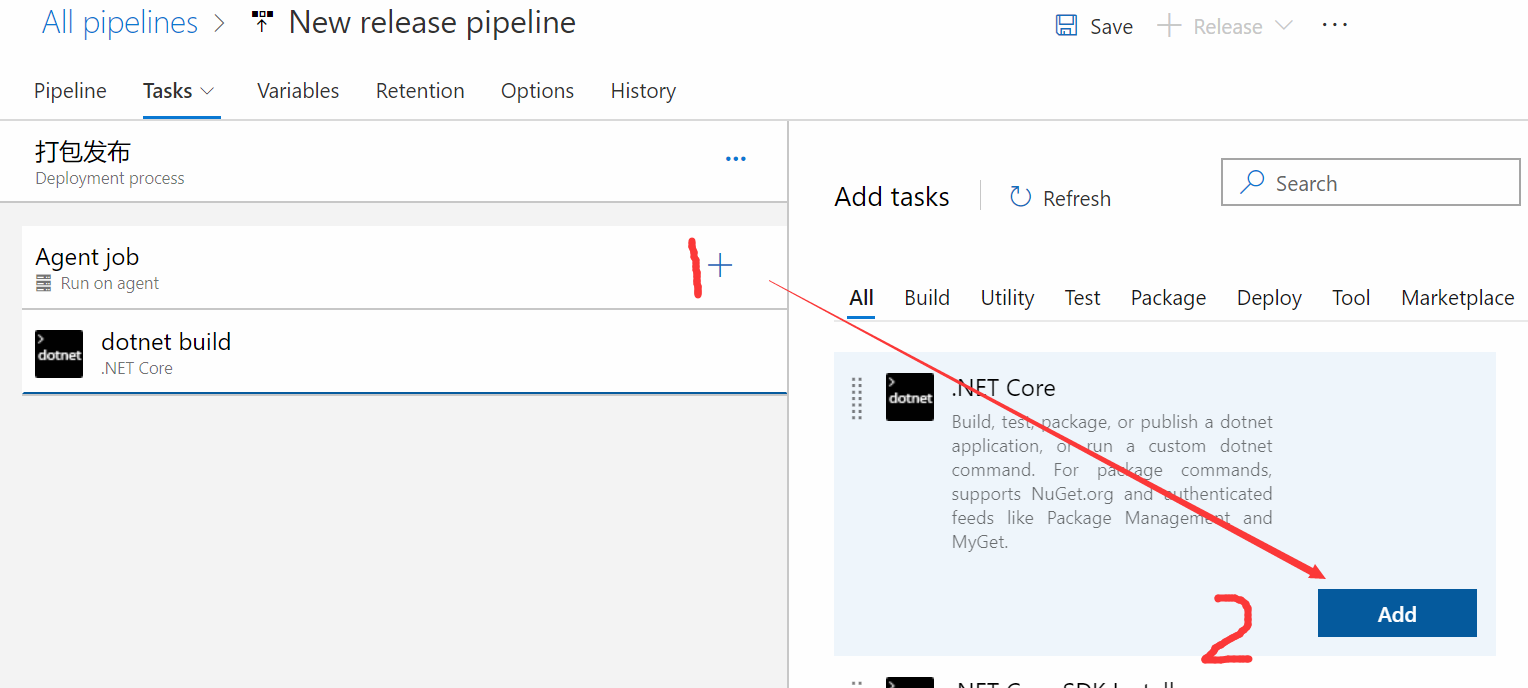 All pipelines > New release pipeline
Save + Release ...
Pipeline Tasks Variables Retention Options History
打包发布
Deployment process
Agent job
Run on agent
1
dotnet
dotnet build
.NET Core
Add tasks
Refresh
Search
All Build Utility Test Package Deploy Tool Marketplace
dotnet
.NET Core
Build, test, package, or publish a dotnet
application, or run a custom dotnet
command. For package commands,
supports NuGet.org and authenticated
feeds like Package Management and
MyGet.
2
Add